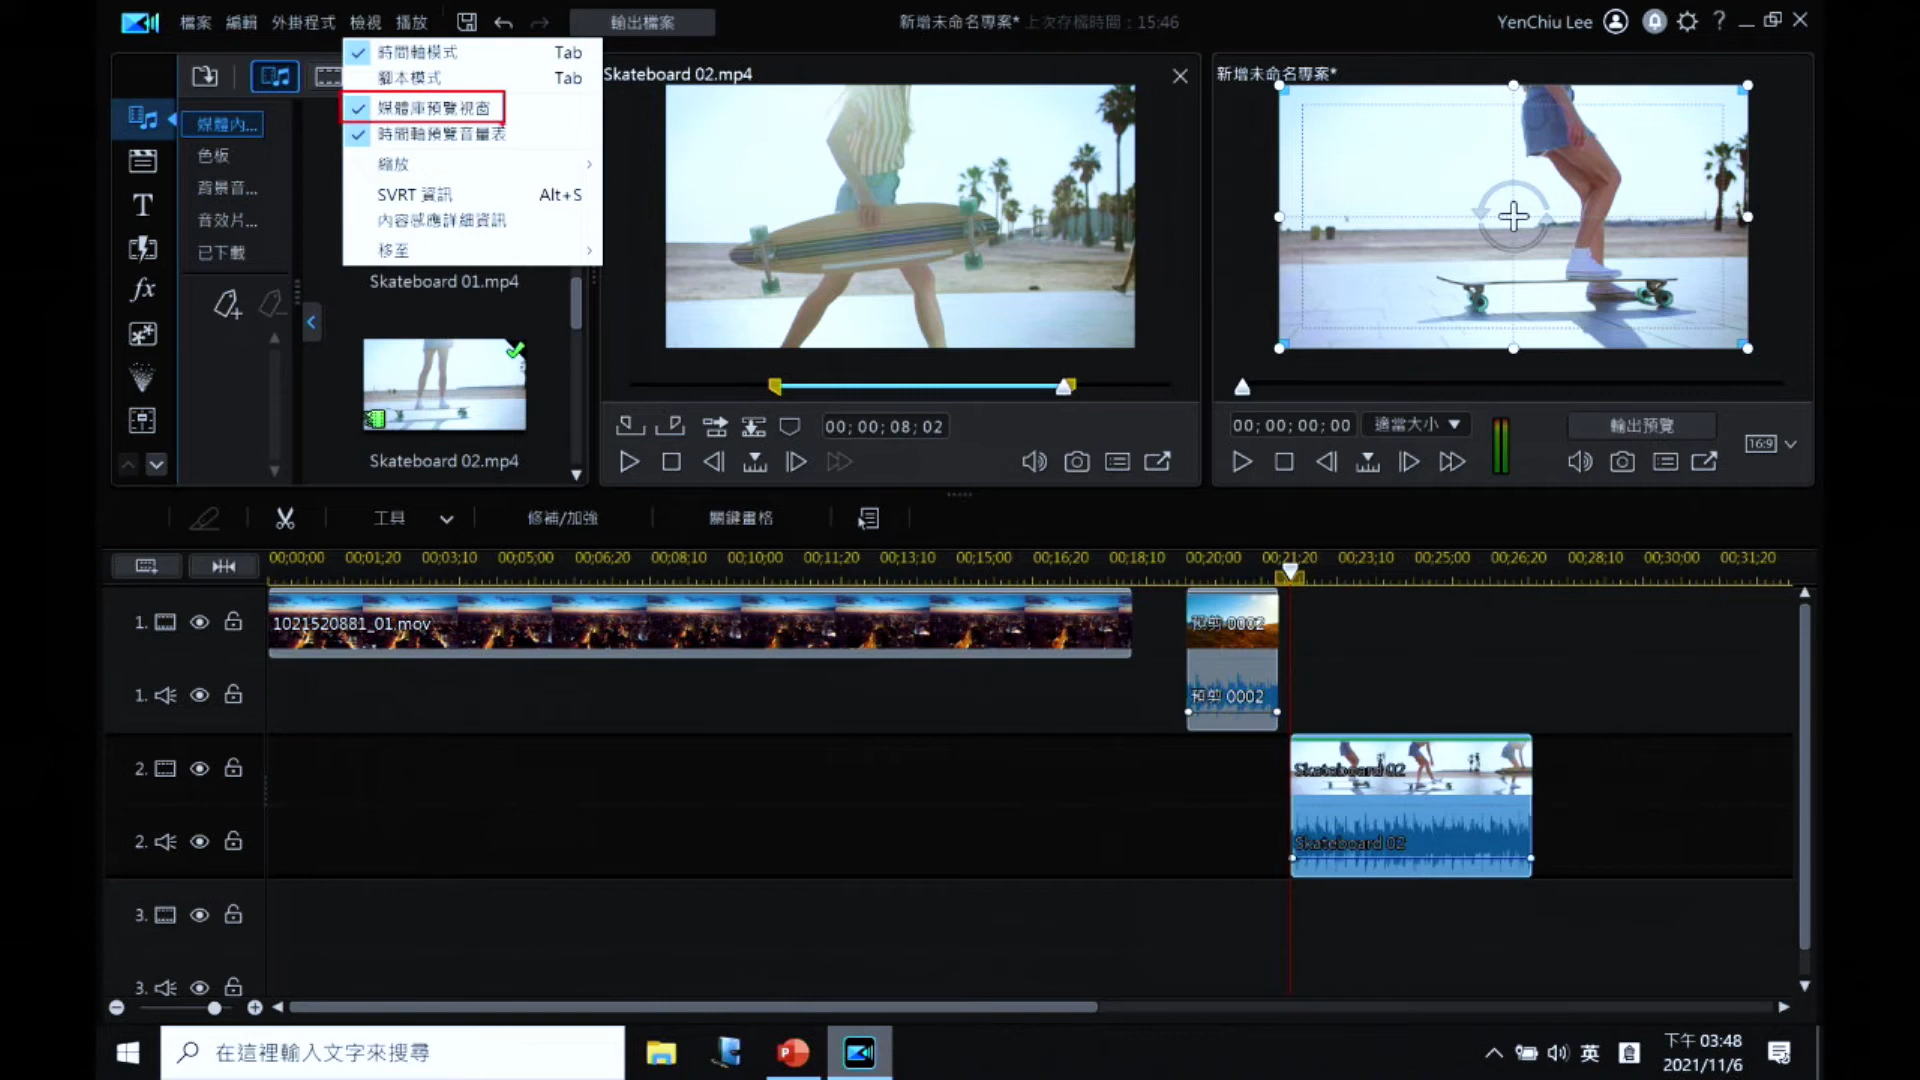 檔案 編輯 外掛程式 檢視 播放
輸出檔案
新增未命名專案* 上次存檔時間：15:46
YenChiu Lee
時間軸模式 Tab
腳本模式 Tab
媒體庫預覽視窗
時間軸預覽音量表
縮放
SVRT 資訊 Alt+S
內容感應詳細資訊
移至
媒體內...
色板
背景音...
音效片...
已下載
T
fx
Skateboard 01.mp4
Skateboard 02.mp4
Skateboard 02.mp4
00;00;08;02
新增未命名專案*
00;00;00;00 適當大小 輸出預覽
16:9
工具 修補/加強 關鍵畫格
00;00;00 00;01;20 00;03;10 00;05;00 00;06;20 00;08;10 00;10;00 00;11;20 00;13;10 00;15;00 00;16;20 00;18;10 00;20;00 00;21;20 00;23;10 00;25;00 00;26;20 00;28;10 00;30;00 00;31;20
1. 1021520881_01.mov 預剪 0002
1. 預剪 0002
2. Skateboard 02
2. Skateboard 02
3.
3.
在這裡輸入文字來搜尋
英
下午 03:48
2021/11/6